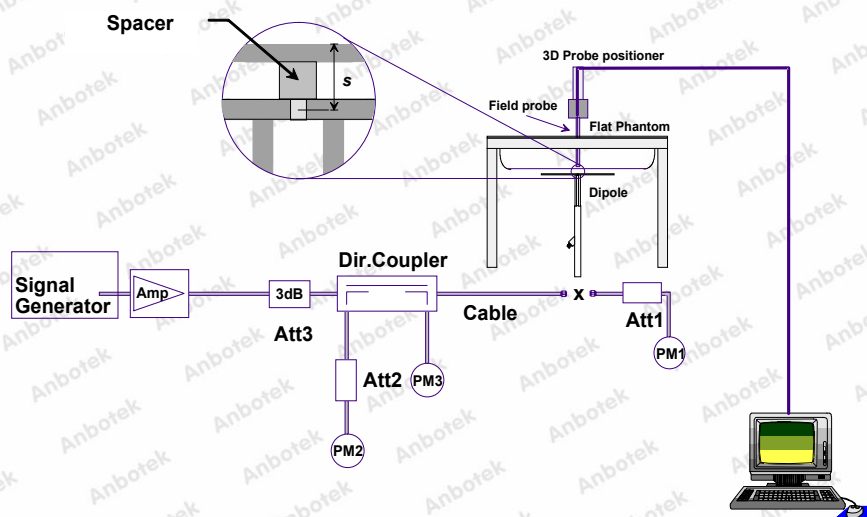 Spacer
s
3D Probe positioner
Field probe
Flat Phantom
Dipole
Signal
Generator
Amp
3dB
Att3
Dir.Coupler
Cable
x
Att1
PM1
Att2
PM3
PM2
Anbotek